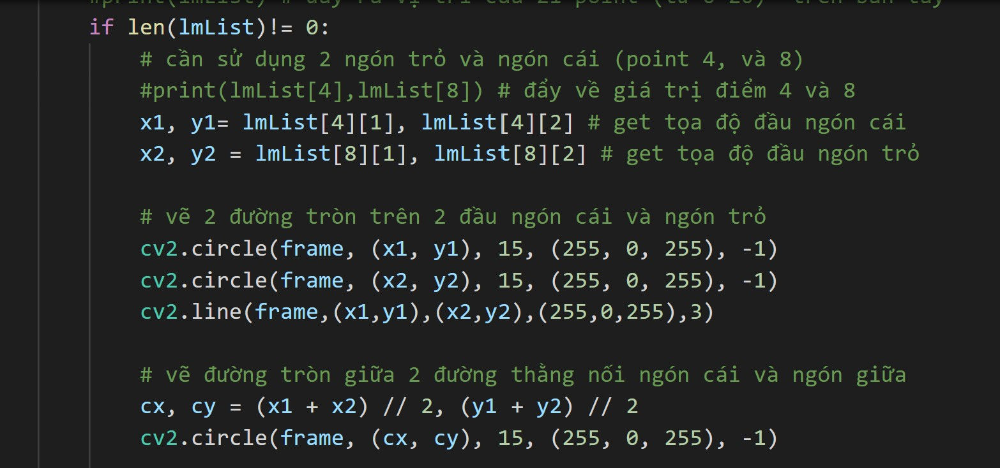 if len(lmList)!= 0:
# cần sử dụng 2 ngón trỏ và ngón cái (point 4, và 8)
#print(lmList[4],lmList[8]) # đẩy về giá trị điểm 4 và 8
x1, y1= lmList[4][1], lmList[4][2] # get tọa độ đầu ngón cái
x2, y2 = lmList[8][1], lmList[8][2] # get tọa độ đầu ngón trỏ
# vẽ 2 đường tròn trên 2 đầu ngón cái và ngón trỏ
cv2.circle(frame, (x1, y1), 15, (255, 0, 255), -1)
cv2.circle(frame, (x2, y2), 15, (255, 0, 255), -1)
cv2.line(frame,(x1,y1),(x2,y2),(255,0,255),3)
# vẽ đường tròn giữa 2 đường thằng nối ngón cái và ngón giữa
cx, cy = (x1 + x2) // 2, (y1 + y2) // 2
cv2.circle(frame, (cx, cy), 15, (255, 0, 255), -1)